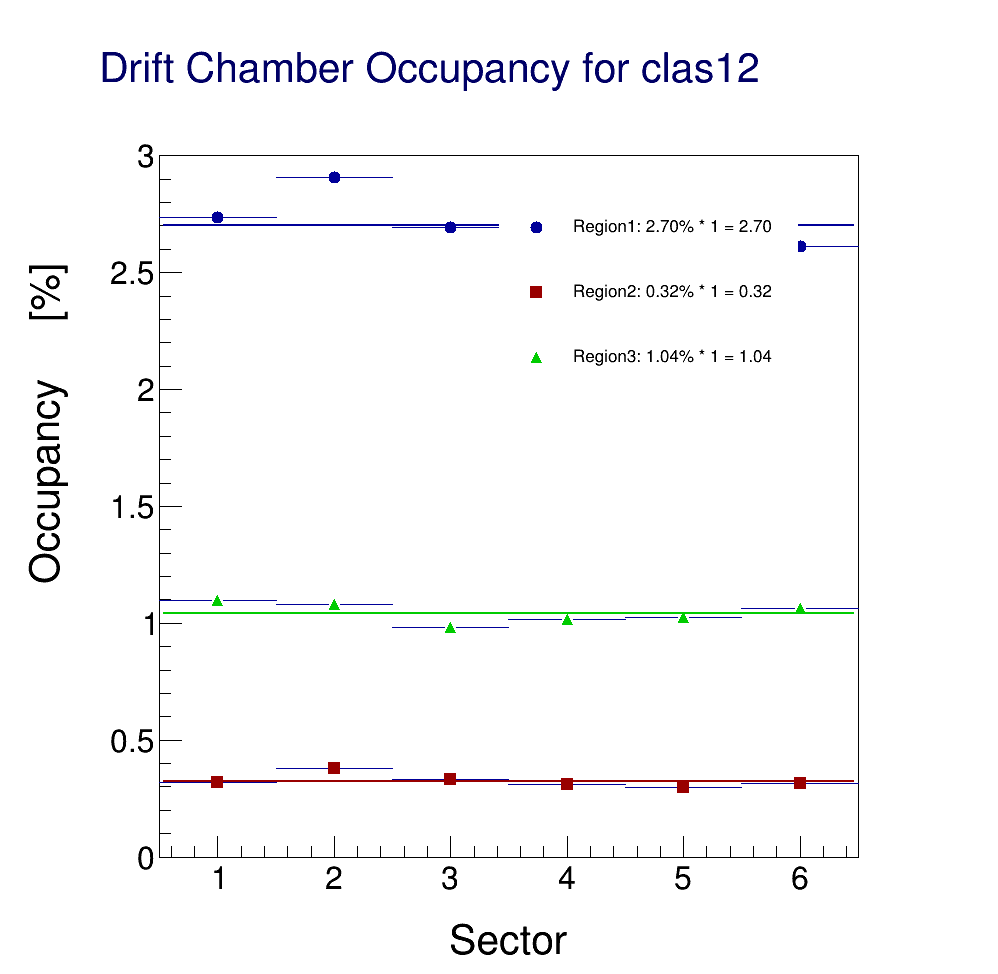 Drift Chamber Occupancy for clas12
Occupancy [%]
3
2.5
2
1.5
1
0.5
0
Region1: 2.70% * 1 = 2.70
Region2: 0.32% * 1 = 0.32
Region3: 1.04% * 1 = 1.04
1 2 3 4 5 6
Sector